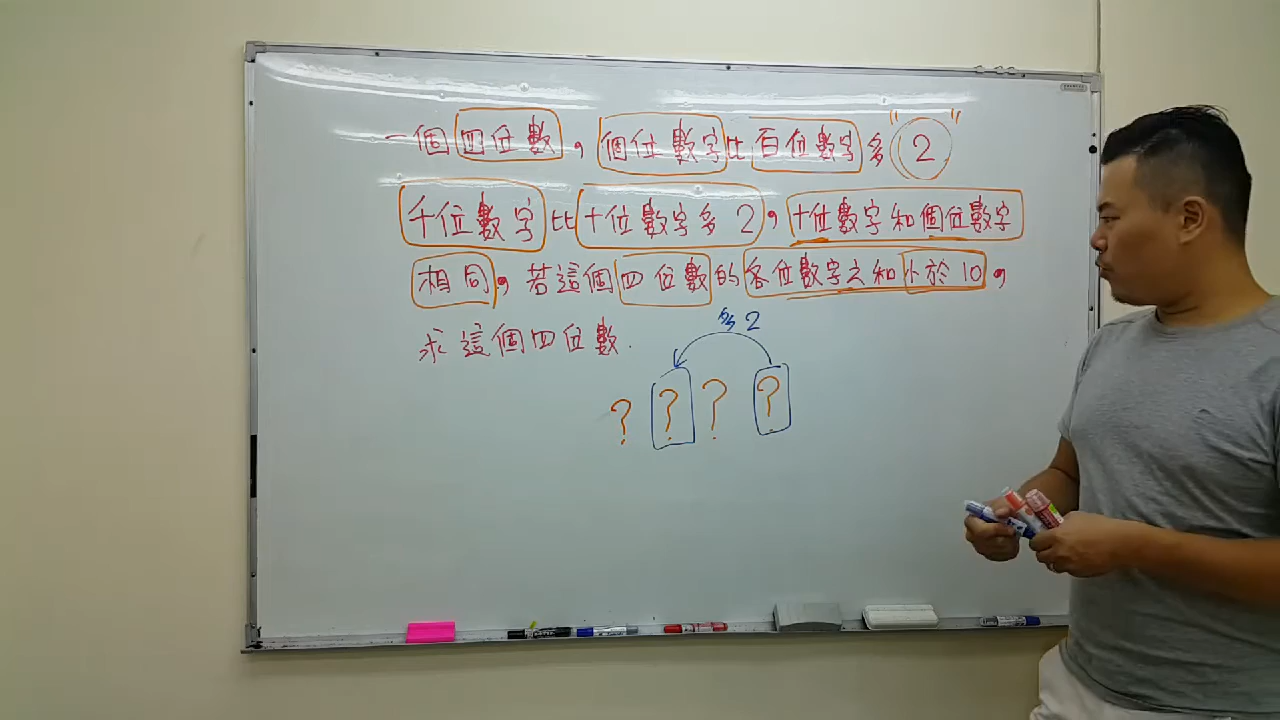 一個四位數，個位數字比百位數字多"2"
千位數字比十位數字多2，十位數字和個位數字
相同，若這個四位數的各位數字之和小於10，
求這個四位數.
多2
? ? ? ?